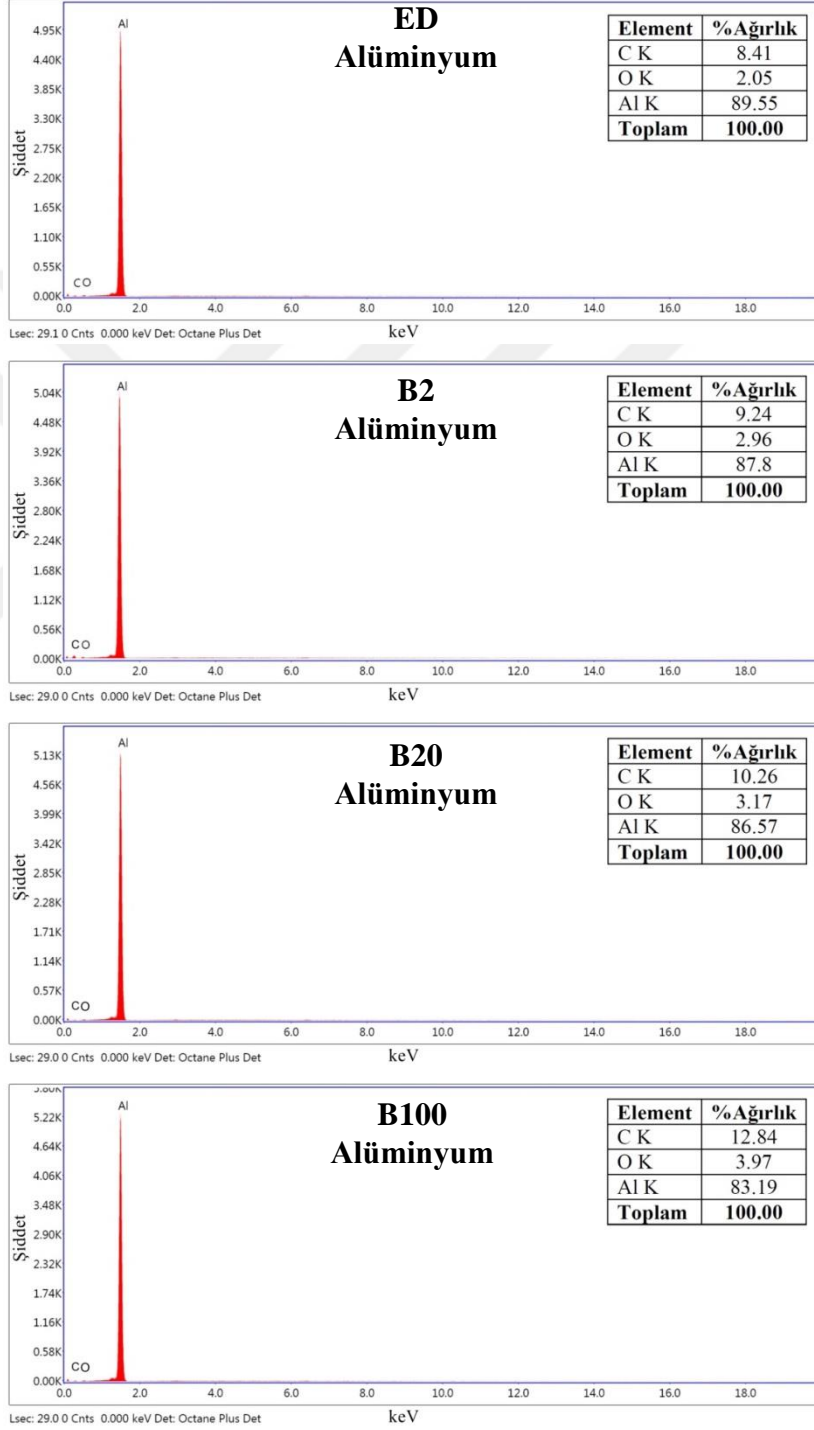 ED
Alüminyum
Element %Ağırlık
C K 8.41
O K 2.05
Al K 89.55
Toplam 100.00
Al
C O
Şiddet
4.95K
4.40K
3.85K
3.30K
2.75K
2.20K
1.65K
1.10K
0.55K
0.00K
0.0 2.0 4.0 6.0 8.0 10.0 12.0 14.0 16.0 18.0
Lsec: 29.1 0 Cnts 0.000 keV Det: Octane Plus Det
keV
B2
Alüminyum
Element %Ağırlık
C K 9.24
O K 2.96
Al K 87.8
Toplam 100.00
Al
C O
Şiddet
5.04K
4.48K
3.92K
3.36K
2.80K
2.24K
1.68K
1.12K
0.56K
0.00K
0.0 2.0 4.0 6.0 8.0 10.0 12.0 14.0 16.0 18.0
Lsec: 29.0 0 Cnts 0.000 keV Det: Octane Plus Det
keV
B20
Alüminyum
Element %Ağırlık
C K 10.26
O K 3.17
Al K 86.57
Toplam 100.00
Al
C O
Şiddet
5.13K
4.56K
3.99K
3.42K
2.85K
2.28K
1.71K
1.14K
0.57K
0.00K
0.0 2.0 4.0 6.0 8.0 10.0 12.0 14.0 16.0 18.0
Lsec: 29.0 0 Cnts 0.000 keV Det: Octane Plus Det
keV
B100
Alüminyum
Element %Ağırlık
C K 12.84
O K 3.97
Al K 83.19
Toplam 100.00
Al
C O
Şiddet
5.80K
5.22K
4.64K
4.06K
3.48K
2.90K
2.32K
1.74K
1.16K
0.58K
0.00K
0.0 2.0 4.0 6.0 8.0 10.0 12.0 14.0 16.0 18.0
Lsec: 29.0 0 Cnts 0.000 keV Det: Octane Plus Det
keV